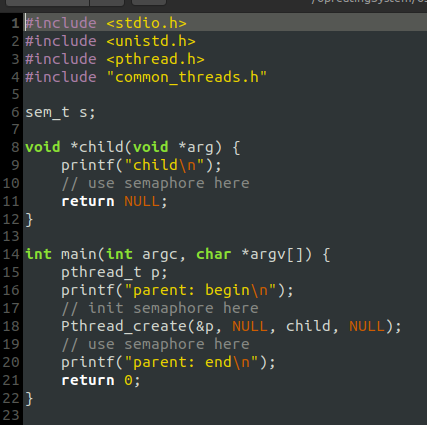 /opreatingSystem/os
1 #include <stdio.h>
2 #include <unistd.h>
3 #include <pthread.h>
4 #include "common_threads.h"
5
6 sem_t s;
7
8 void *child(void *arg) {
9     printf("child\n");
10     // use semaphore here
11     return NULL;
12 }
13
14 int main(int argc, char *argv[]) {
15     pthread_t p;
16     printf("parent: begin\n");
17     // init semaphore here
18     Pthread_create(&p, NULL, child, NULL);
19     // use semaphore here
20     printf("parent: end\n");
21     return 0;
22 }
23